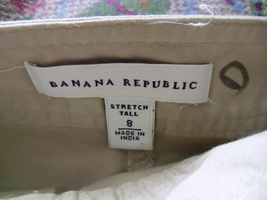 BANANA REPUBLIC
STRETCH
TALL
8
MADE IN
INDIA